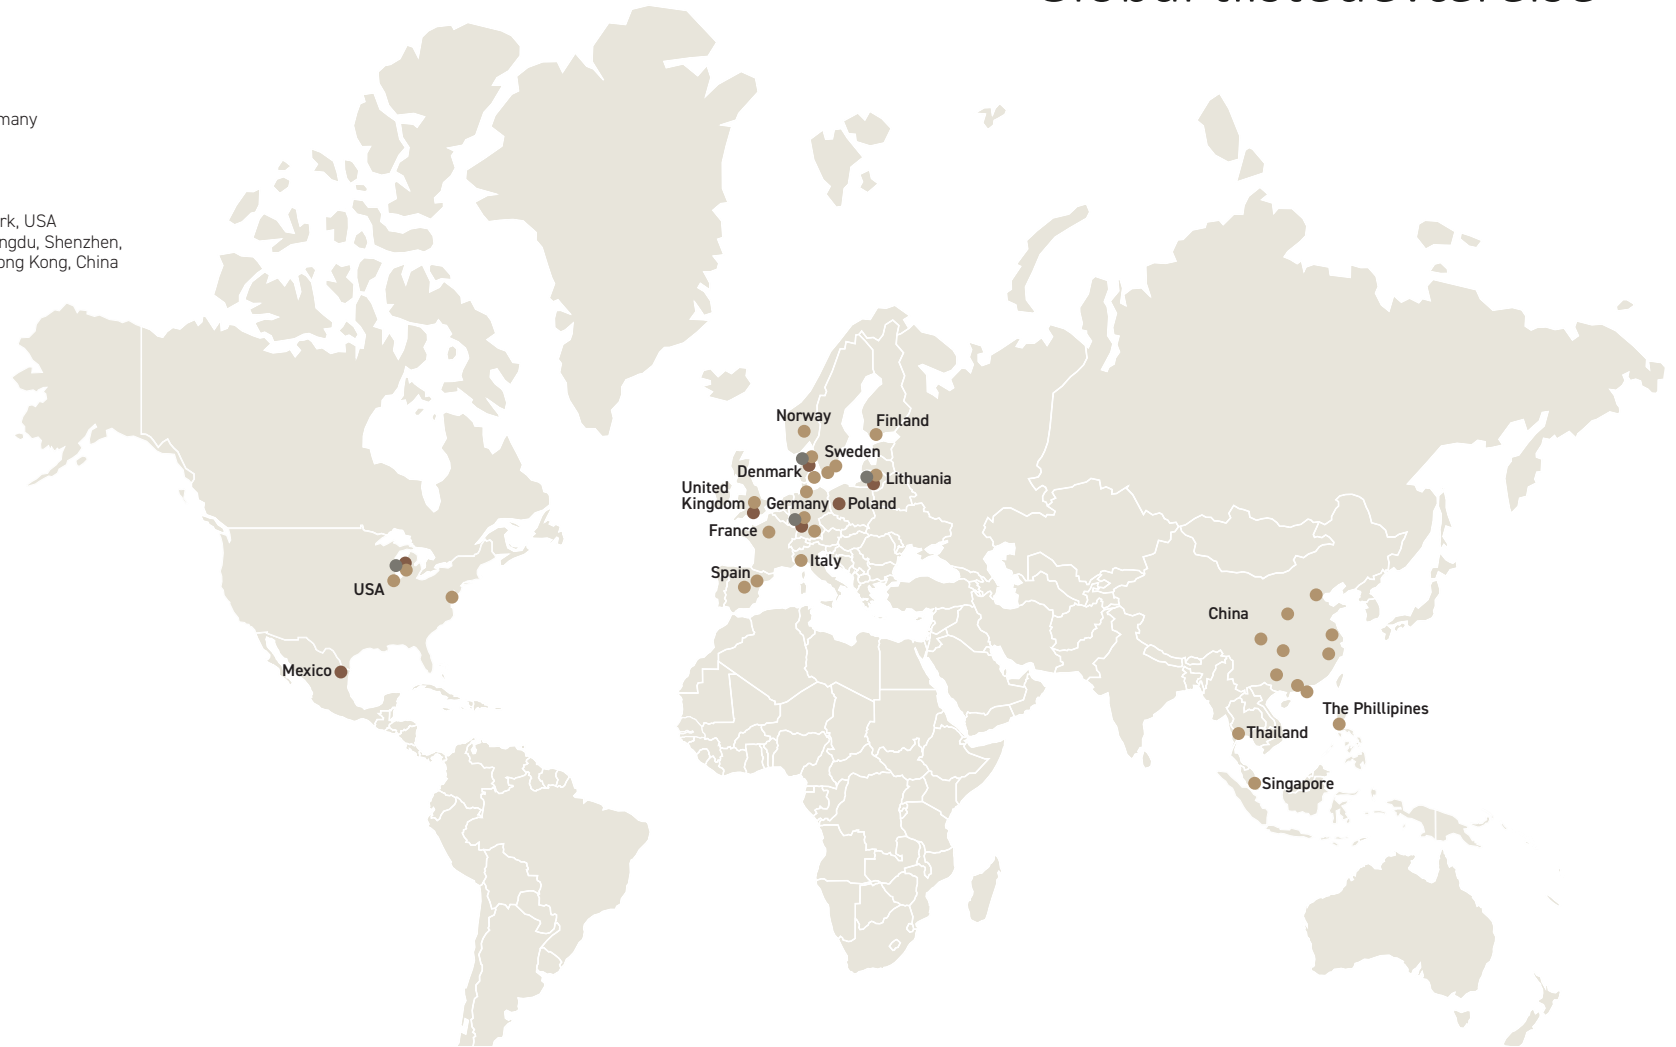 many
rk, USA
ngdu, Shenzhen,
ong Kong, China
Norway
Finland
Sweden
Denmark
Lithuania
United
Kingdom
Germany
Poland
France
Italy
Spain
USA
China
Mexico
The Phillipines
Thailand
Singapore